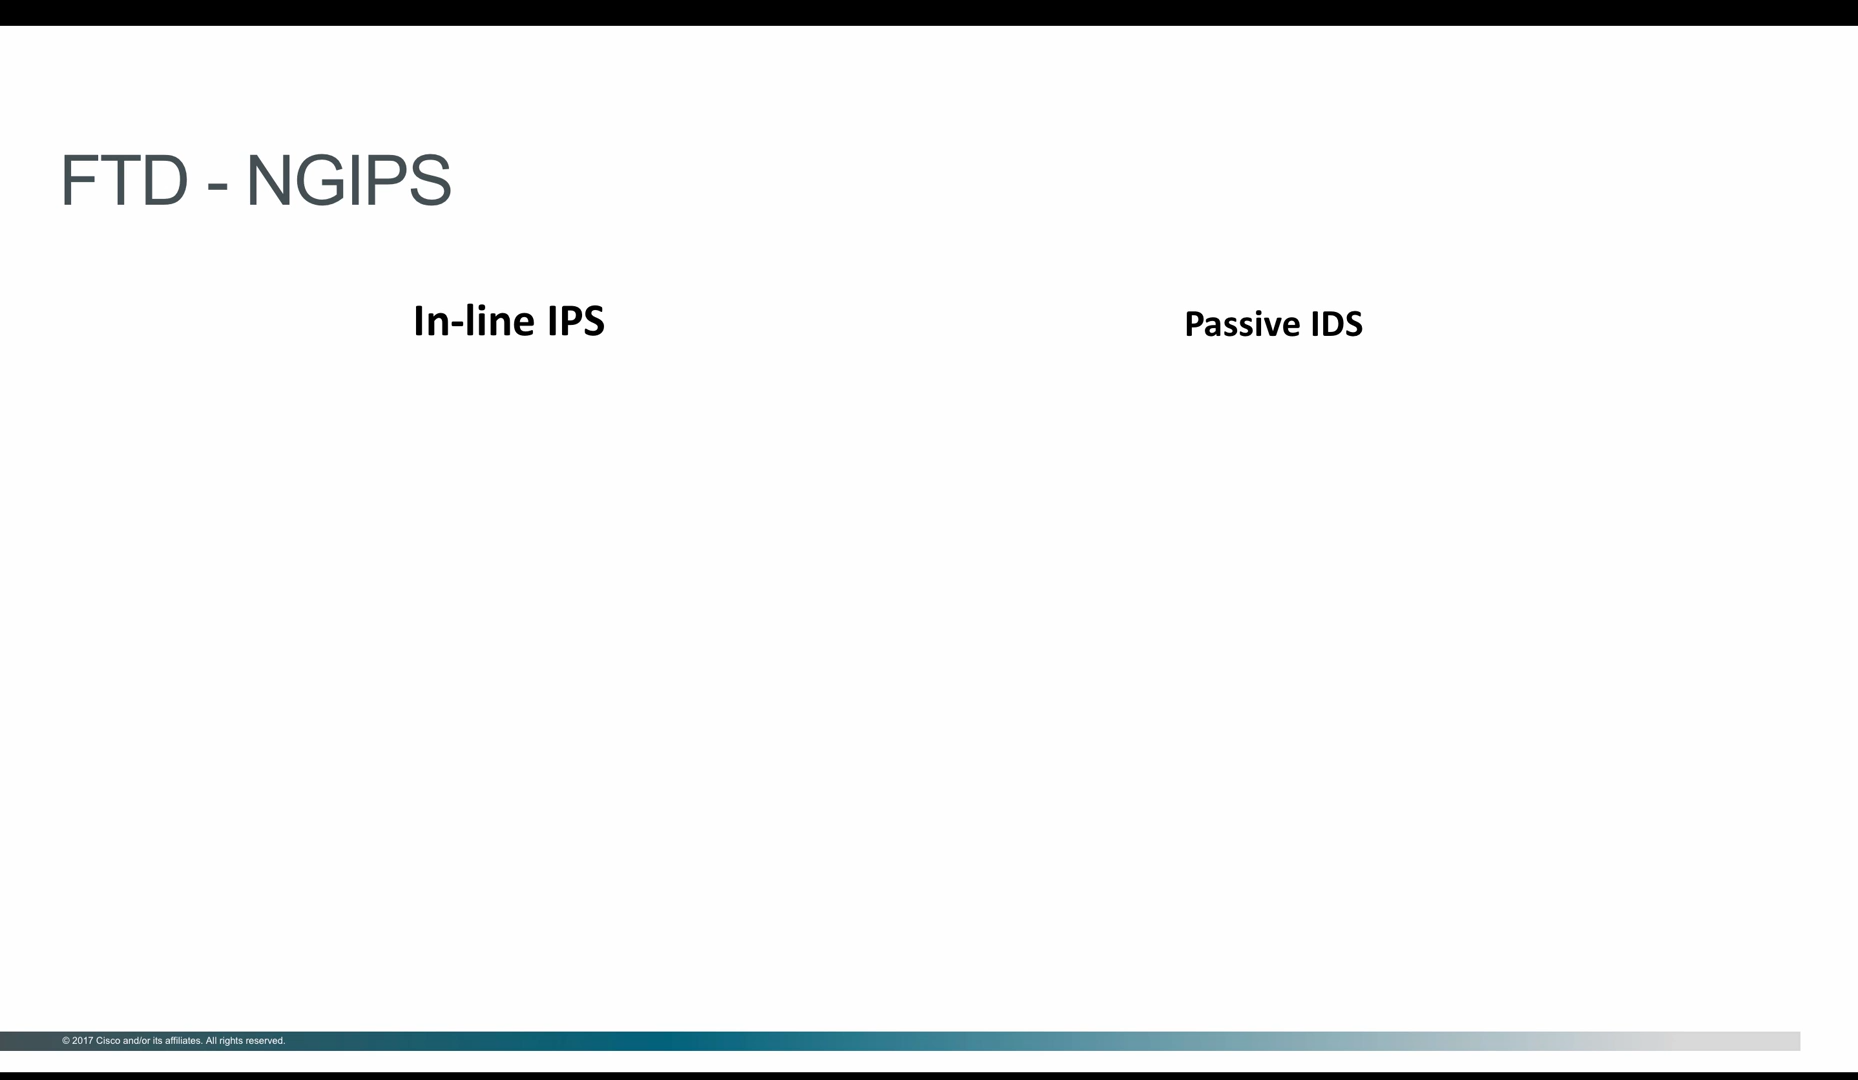 FTD - NGIPS
In-line IPS
Passive IDS
© 2017 Cisco and/or its affiliates. All rights reserved.